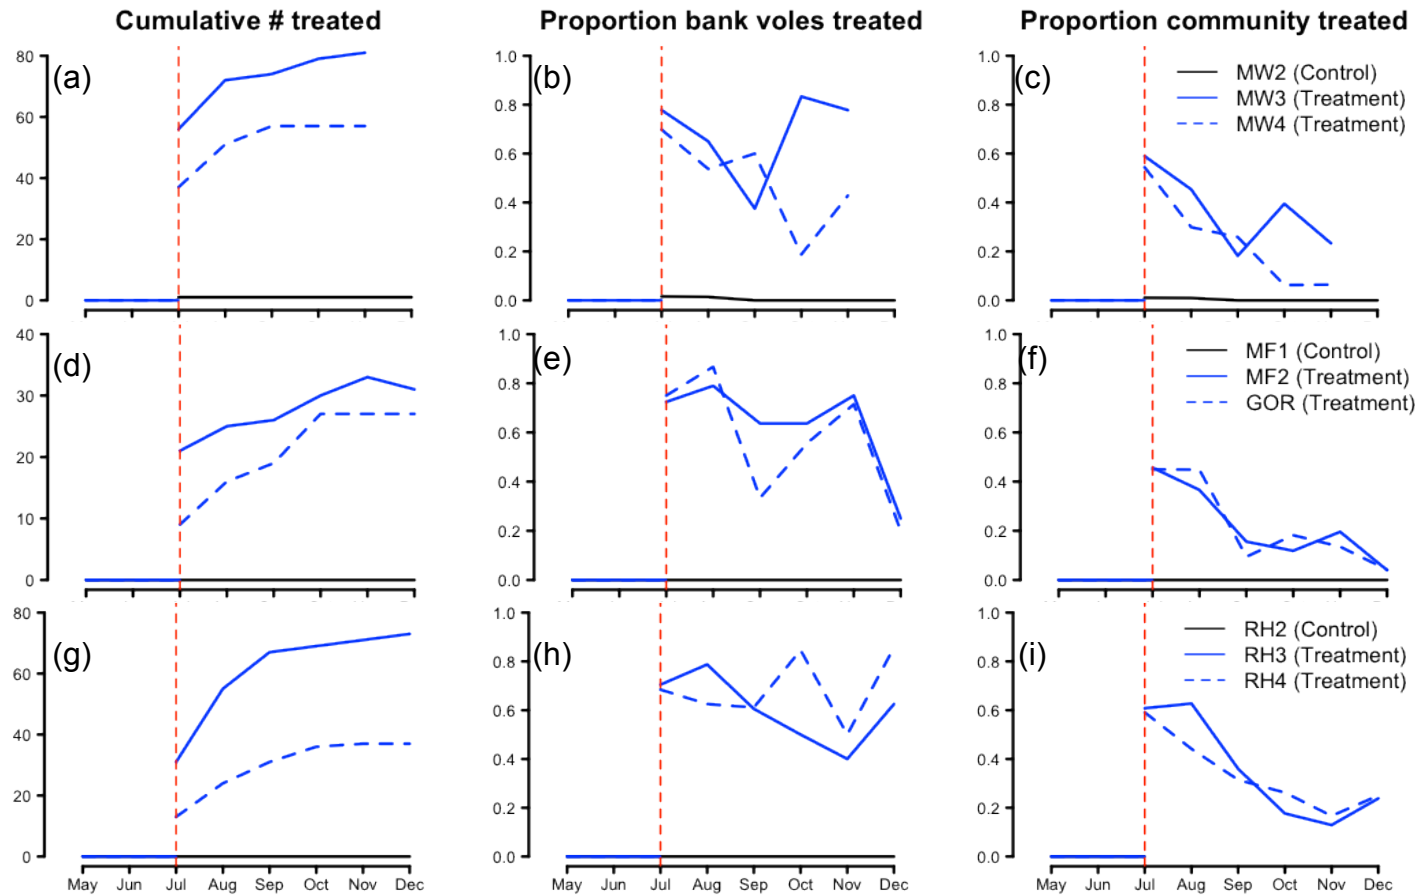 Cumulative # treated
Proportion bank voles treated
Proportion community treated
(a)
80
60
40
20
0
(b)
1.0
0.8
0.6
0.4
0.2
0.0
(c)
1.0
0.8
0.6
0.4
0.2
0.0
MW2 (Control)
MW3 (Treatment)
MW4 (Treatment)
(d)
40
30
20
10
0
(e)
1.0
0.8
0.6
0.4
0.2
0.0
(f)
1.0
0.8
0.6
0.4
0.2
0.0
MF1 (Control)
MF2 (Treatment)
GOR (Treatment)
(g)
80
60
40
20
0
May Jun Jul Aug Sep Oct Nov Dec
(h)
1.0
0.8
0.6
0.4
0.2
0.0
May Jun Jul Aug Sep Oct Nov Dec
(i)
1.0
0.8
0.6
0.4
0.2
0.0
RH2 (Control)
RH3 (Treatment)
RH4 (Treatment)
May Jun Jul Aug Sep Oct Nov Dec